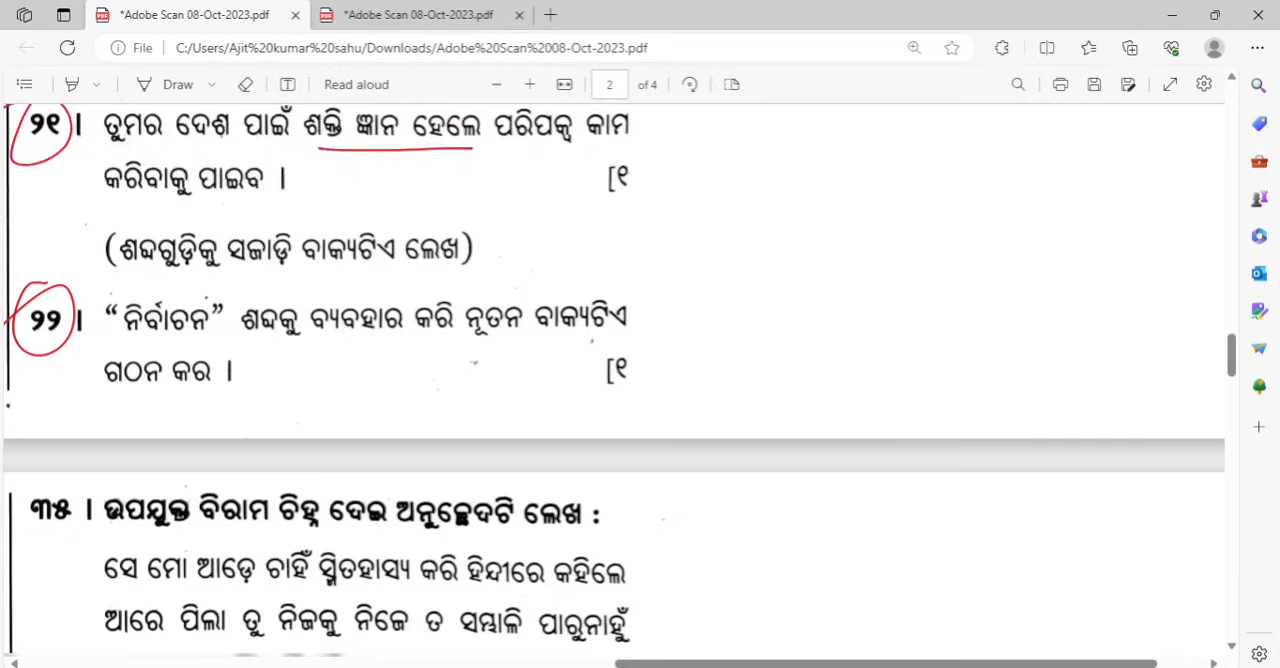 *Adobe Scan 08-Oct-2023.pdf
*Adobe Scan 08-Oct-2023.pdf
File
C:/Users/Ajit%20kumar%20sahu/Downloads/Adobe%20Scan%2008-Oct-2023.pdf
Draw
Read aloud
2
of 4
୨୧। ତୁମର ଦେଶ ପାଇଁ ଶକ୍ତି ଜ୍ଞାନ ହେଲେ ପରିପକ୍ୱ କାମ
କରିବାକୁ ପାଇବ । [୧
(ଶବ୍ଦଗୁଡ଼ିକୁ ସଜାଡ଼ି ବାକ୍ୟଟିଏ ଲେଖ)
୨୨। “ନିର୍ବାଚନ” ଶବ୍ଦକୁ ବ୍ୟବହାର କରି ନୂତନ ବାକ୍ୟଟିଏ
ଗଠନ କର । [୧
୩୫ । ଉପଯୁକ୍ତ ବିରାମ ଚିହ୍ନ ଦେଇ ଅନୁଚ୍ଛେଦଟି ଲେଖ :
ସେ ମୋ ଆଡ଼େ ଚାହିଁ ସ୍ମିତହାସ୍ୟ କରି ହିନ୍ଦୀରେ କହିଲେ
ଆରେ ପିଲା ତୁ ନିଜକୁ ନିଜେ ତ ସମ୍ଭାଳି ପାରୁନାହୁଁ